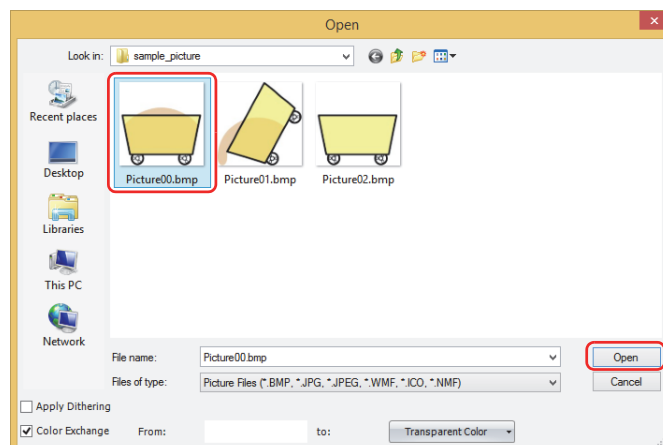 Open
Look in: sample_picture
Recent places
Desktop
Libraries
This PC
Network
Picture00.bmp Picture01.bmp Picture02.bmp
File name: Picture00.bmp Open
Files of type: Picture Files (*.BMP, *.JPG, *.JPEG, *.WMF, *.ICO, *.NMF) Cancel
Apply Dithering
Color Exchange From: to: Transparent Color